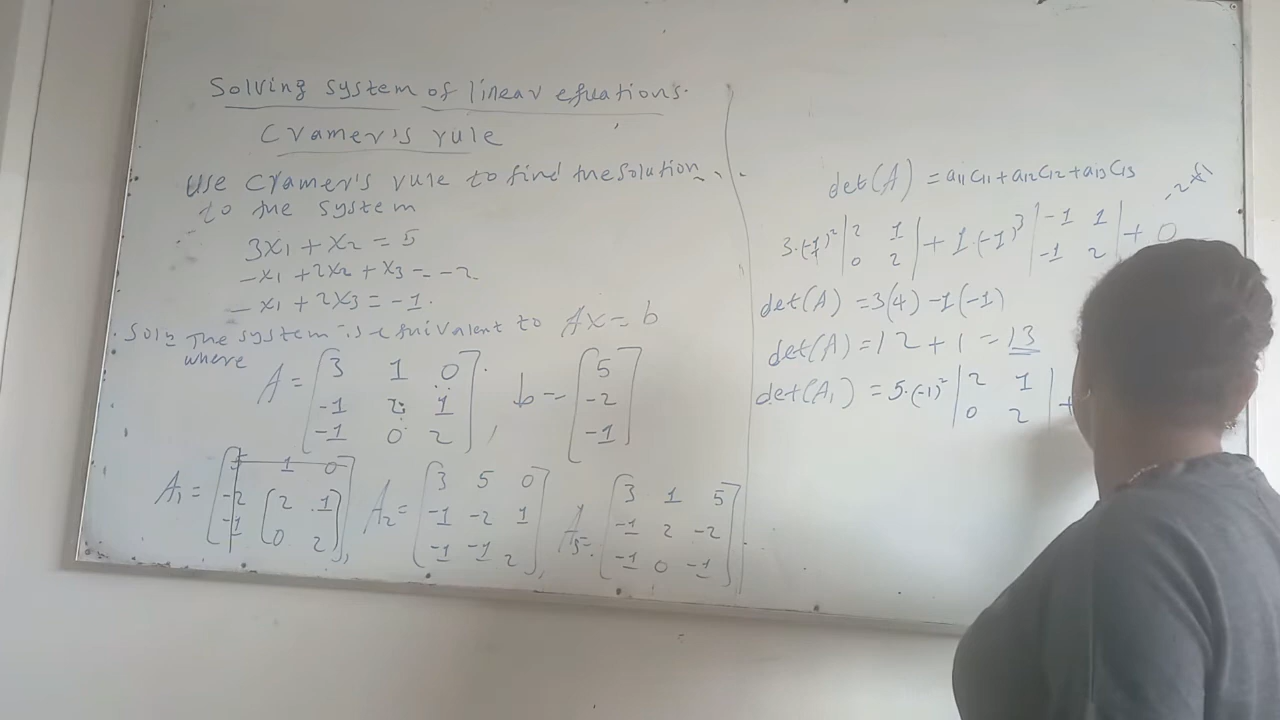 Solving system of linear equations.
Cramer's rule
Use Cramer's rule to find the solution
to the system
3x₁ + x₂ = 5
-x₁ + 2x₂ + x₃ = -2
-x₁ + 2x₃ = -1.
Solⁿ The system is equivalent to Ax = b
where
A = [3 1 0
-1 2 1
-1 0 2], b = [5
-2
-1]
A₁ = [5 1 0
-2 2 1
-1 0 2], A₂ = [3 5 0
-1 -2 1
-1 -1 2], A₃ = [3 1 5
-1 2 -2
-1 0 -1]
det(A) = a₁₁C₁₁ + a₁₂C₁₂ + a₁₃C₁₃
3·(-1)² |2 1
0 2| + 1·(-1)³ |-1 1
-1 2| + 0
-2+1
det(A) = 3(4) - 1(-1)
det(A) = 12 + 1 = 13
det(A₁) = 5·(-1)² |2 1
0 2| +